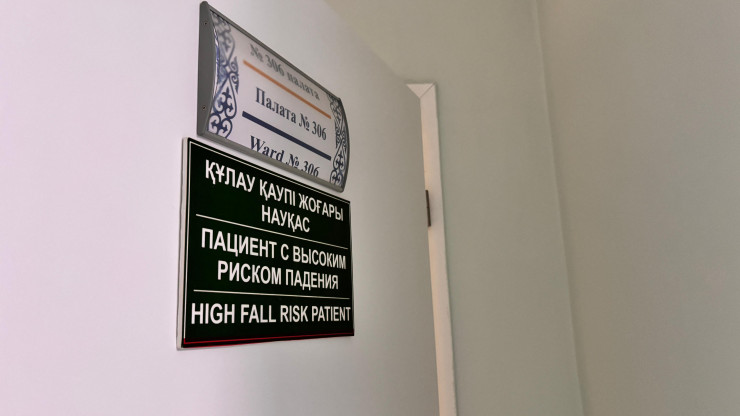 № 306 палата
Палата № 306
Ward № 306
ҚҰЛАУ ҚАУПІ ЖОҒАРЫ
НАУҚАС
ПАЦИЕНТ С ВЫСОКИМ
РИСКОМ ПАДЕНИЯ
HIGH FALL RISK PATIENT